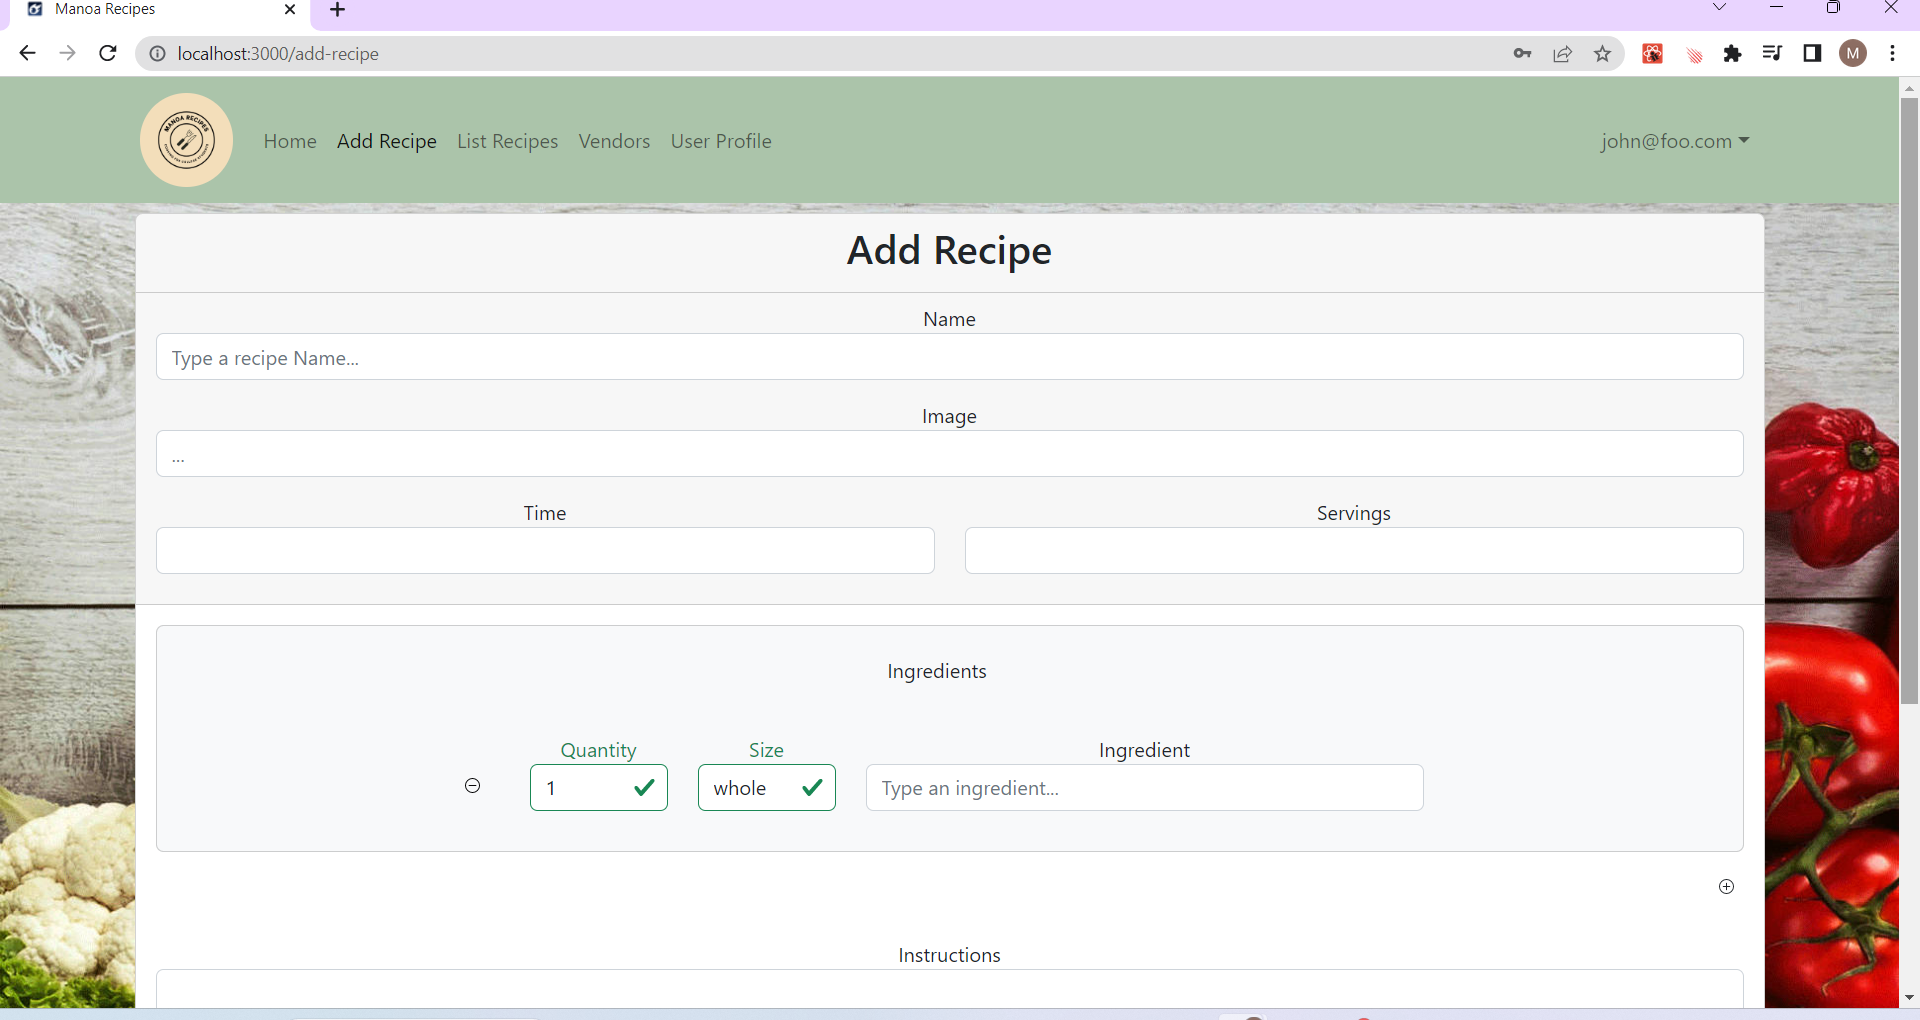 Manoa Recipes
localhost:3000/add-recipe
M
MANOA RECIPES
Home Add Recipe List Recipes Vendors User Profile
john@foo.com
Add Recipe
Name
Type a recipe Name...
Image
...
Time Servings
Ingredients
Quantity Size Ingredient
1 whole Type an ingredient...
Instructions